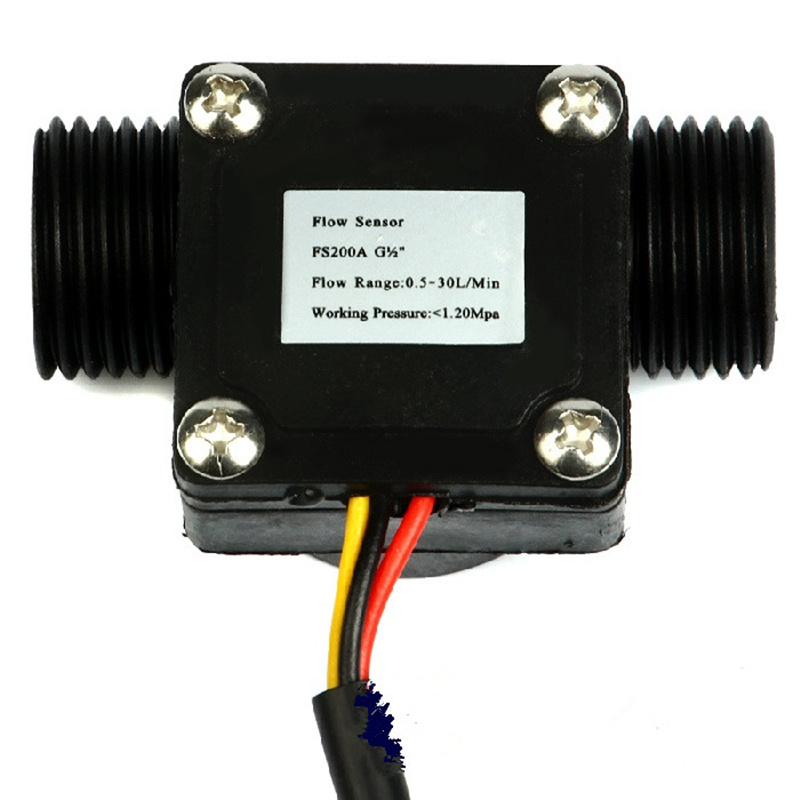 Flow Sensor
FS200A G½"
Flow Range:0.5-30L/Min
Working Pressure:<1.20Mpa